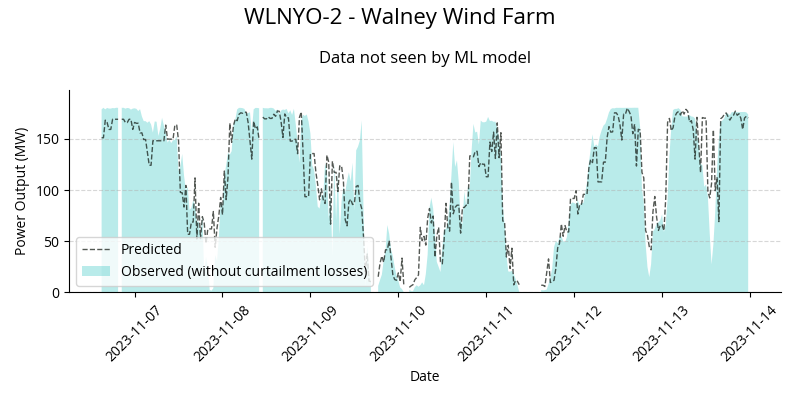 WLNYO-2 - Walney Wind Farm
Data not seen by ML model
Power Output (MW)
150
100
50
0
Predicted
Observed (without curtailment losses)
2023-11-07
2023-11-08
2023-11-09
2023-11-10
2023-11-11
2023-11-12
2023-11-13
2023-11-14
Date